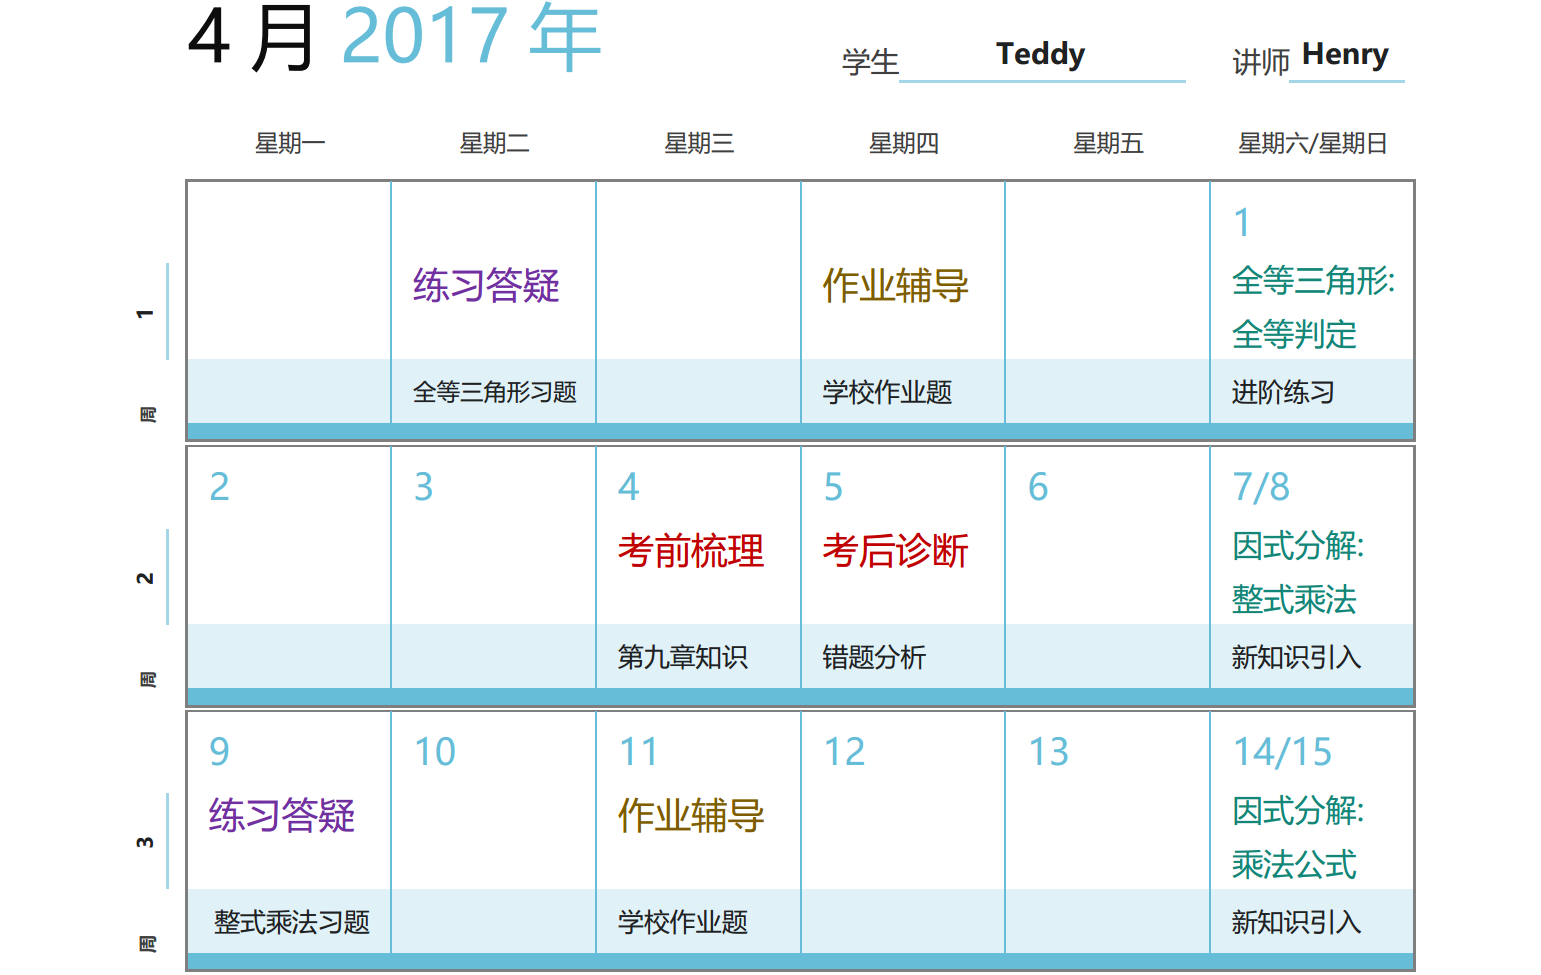 4 月 2017 年
学生 Teddy 讲师 Henry
星期一 星期二 星期三 星期四 星期五 星期六/星期日
1
练习答疑 作业辅导 全等三角形:
全等判定
1
全等三角形习题 学校作业题 进阶练习
周
2 3 4 5 6 7/8
考前梳理 考后诊断 因式分解:
整式乘法
2
第九章知识 错题分析 新知识引入
周
9 10 11 12 13 14/15
练习答疑 作业辅导 因式分解:
乘法公式
3
整式乘法习题 学校作业题 新知识引入
周